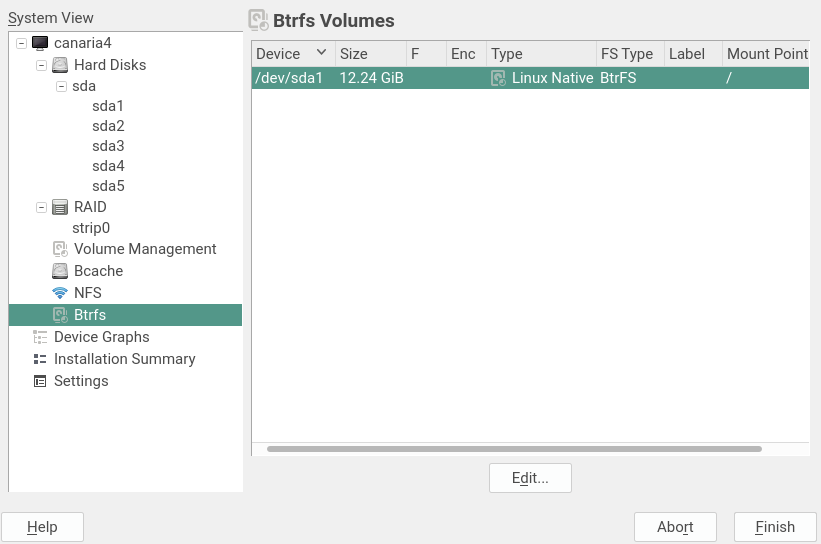 System View
canaria4
Hard Disks
sda
sda1
sda2
sda3
sda4
sda5
RAID
strip0
Volume Management
Bcache
NFS
Btrfs
Device Graphs
Installation Summary
Settings
Btrfs Volumes
Device Size F Enc Type FS Type Label Mount Point
/dev/sda1 12.24 GiB Linux Native BtrFS /
Edit...
Help Abort Finish